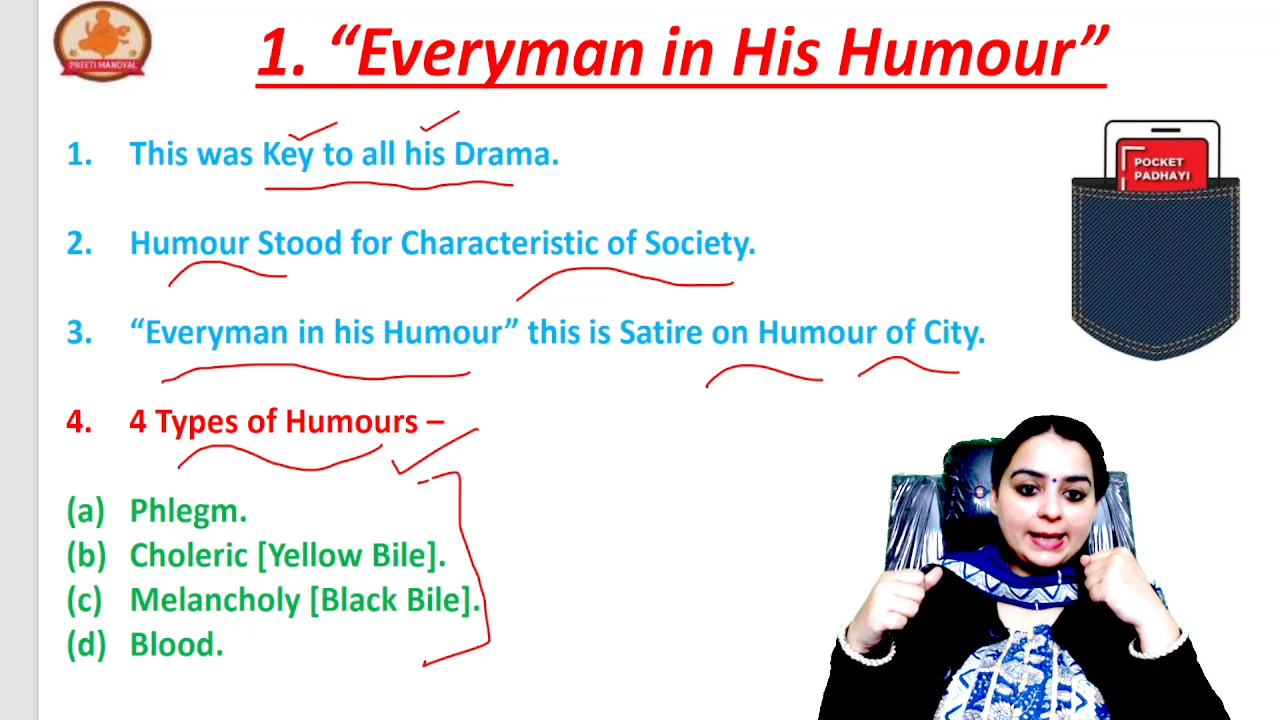 PREETI MANOYAL
1. “Everyman in His Humour”
1. This was Key to all his Drama.
POCKET
PADHAYI
2. Humour Stood for Characteristic of Society.
3. “Everyman in his Humour” this is Satire on Humour of City.
4. 4 Types of Humours –
(a) Phlegm.
(b) Choleric [Yellow Bile].
(c) Melancholy [Black Bile].
(d) Blood.